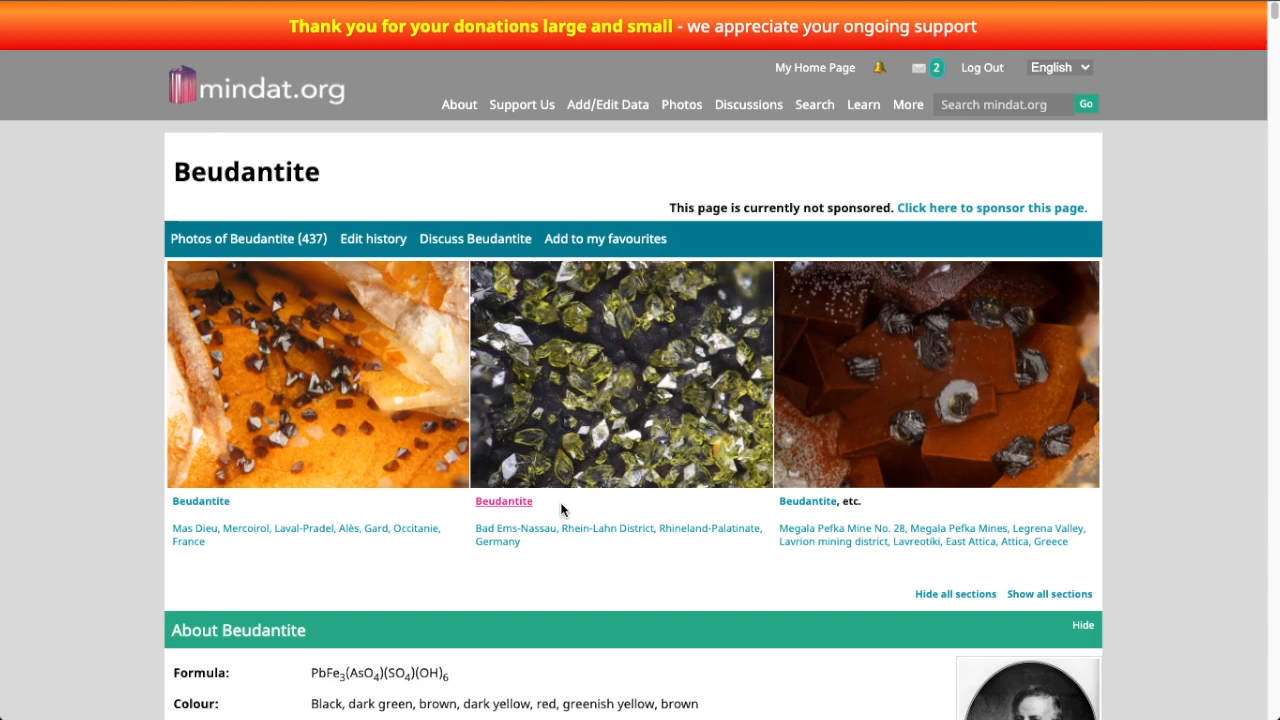 Thank you for your donations large and small - we appreciate your ongoing support
My Home Page 2 Log Out English
mindat.org
About Support Us Add/Edit Data Photos Discussions Search Learn More Search mindat.org Go
Beudantite
This page is currently not sponsored. Click here to sponsor this page.
Photos of Beudantite (437) Edit history Discuss Beudantite Add to my favourites
Beudantite
Mas Dieu, Mercoirol, Laval-Pradel, Alès, Gard, Occitanie,
France
Beudantite
Bad Ems-Nassau, Rhein-Lahn District, Rhineland-Palatinate,
Germany
Beudantite, etc.
Megala Pefka Mine No. 28, Megala Pefka Mines, Legrena Valley,
Lavrion mining district, Lavreotiki, East Attica, Attica, Greece
Hide all sections Show all sections
About Beudantite Hide
Formula: PbFe₃(AsO₄)(SO₄)(OH)₆
Colour: Black, dark green, brown, dark yellow, red, greenish yellow, brown